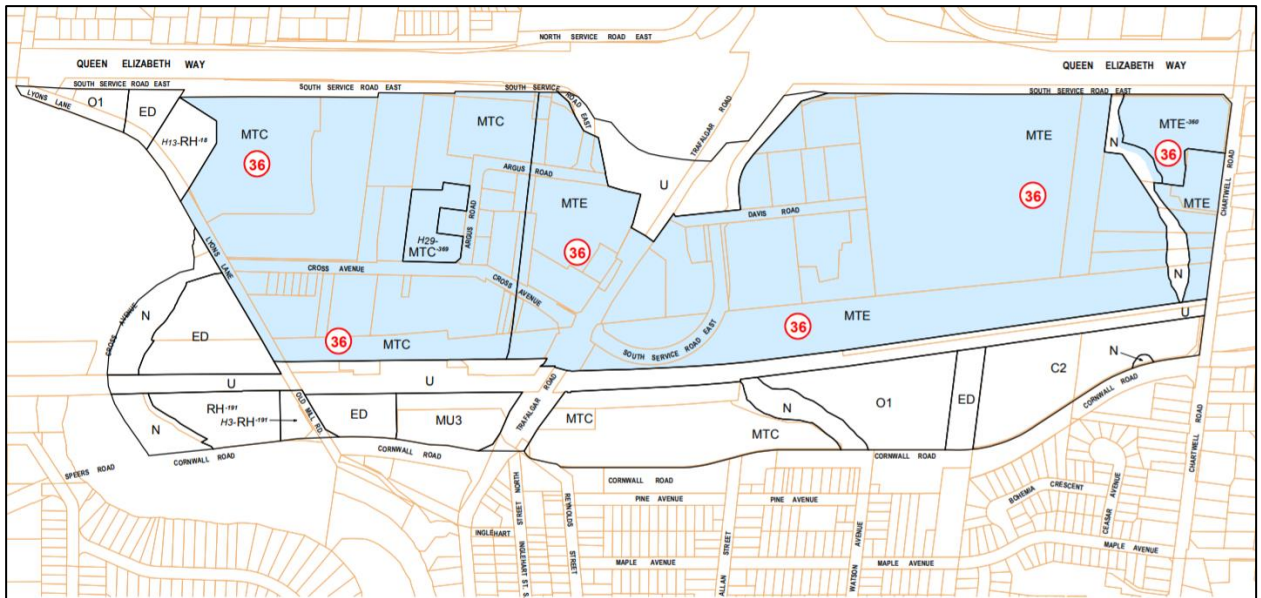 NORTH SERVICE ROAD EAST
QUEEN ELIZABETH WAY
QUEEN ELIZABETH WAY
SOUTH SERVICE ROAD EAST
SOUTH SERVICE ROAD EAST
SOUTH SERVICE ROAD EAST
SOUTH SERVICE ROAD EAST
LYONS LANE
O1
ED
H13-RH-18
MTC
36
MTC
TRAFALGAR ROAD
MTE
N
MTE-360
36
CHARTWELL ROAD
ARGUS ROAD
U
MTE
36
MTE
H29-
MTC-369
ARGUS ROAD
DAVIS ROAD
36
LYONS LANE
CROSS AVENUE
CROSS AVENUE
N
CROSS AVENUE
N
ED
36
MTC
36
MTE
U
SOUTH SERVICE ROAD EAST
U
U
TRAFALGAR ROAD
N
C2
CORNWALL ROAD
RH-191
H3-RH-191
N
OLD MILL RD
ED
MU3
MTC
MTC
N
O1
ED
CHARTWELL ROAD
SPEERS ROAD
CORNWALL ROAD
CORNWALL ROAD
CORNWALL ROAD
CORNWALL ROAD
PINE AVENUE
PINE AVENUE
BOHEMIA CRESCENT
CEASAR AVENUE
NORTH STREET
REYNOLDS STREET
INGLEHART
INGLEHART ST. S.
MAPLE AVENUE
ALLAN STREET
WATSON AVENUE
MAPLE AVENUE
MAPLE AVENUE